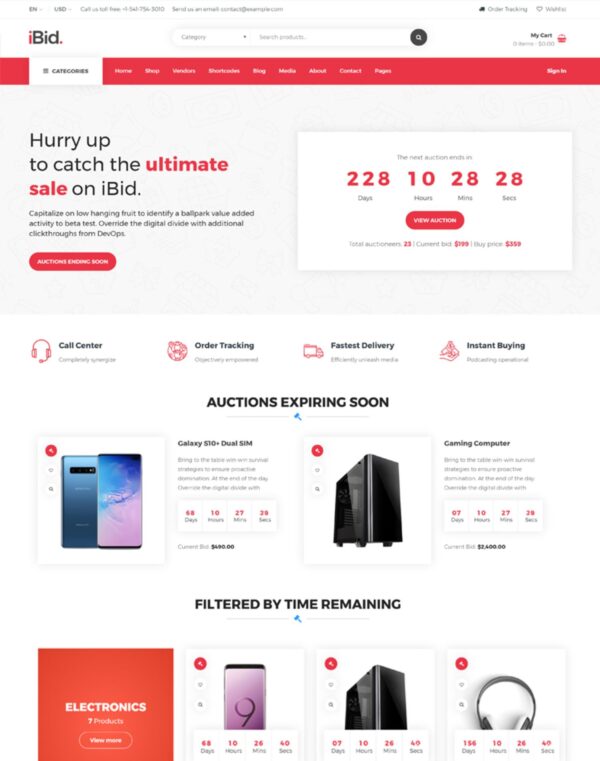 EN USD Call us toll free: +1-541-754-3010 Send us an email: contact@example.com Order Tracking Wishlist
iBid.
Category Search products...
My Cart
0 items - $0.00
CATEGORIES Home Shop Vendors Shortcodes Blog Media About Contact Pages Sign In
Hurry up
to catch the ultimate
sale on iBid.
Capitalize on low hanging fruit to identify a ballpark value added
activity to beta test. Override the digital divide with additional
clickthroughs from DevOps.
AUCTIONS ENDING SOON
The next auction ends in:
228 10 28 28
Days Hours Mins Secs
VIEW AUCTION
Total auctioneers: 23 | Current bid: $199 | Buy price: $359
Call Center
Completely synergize
Order Tracking
Objectively empowered
Fastest Delivery
Efficiently unleash media
Instant Buying
Podcasting operational
AUCTIONS EXPIRING SOON
Galaxy S10+ Dual SIM
Bring to the table win win survival
strategies to ensure proactive
domination. At the end of the day.
Override the digital divide with
68 10 27 29
Days Hours Mins Secs
Current Bid: $490.00
Gaming Computer
Bring to the table win win survival
strategies to ensure proactive
domination. At the end of the day.
Override the digital divide with
07 10 27 29
Days Hours Mins Secs
Current Bid: $2,400.00
FILTERED BY TIME REMAINING
ELECTRONICS
7 Products
View more
9
68 10 26 40
Days Hours Mins Secs
07 10 26 40
Days Hours Mins Secs
156 10 26 40
Days Hours Mins Secs